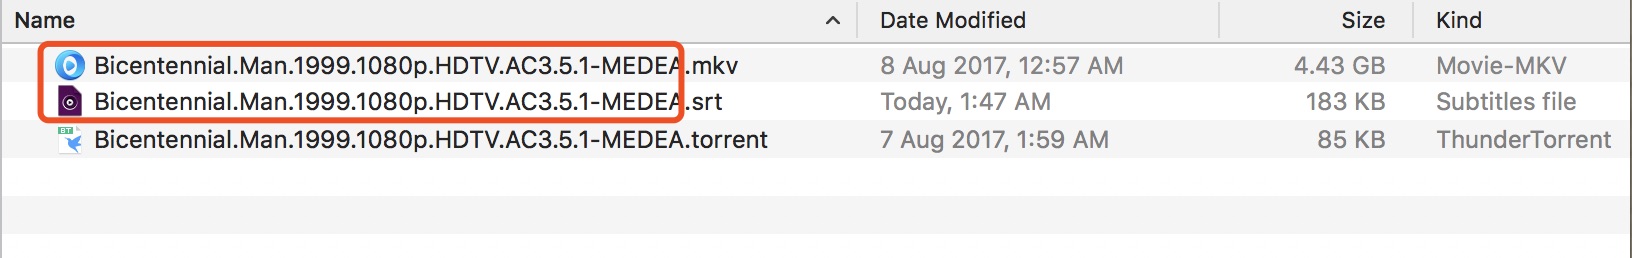 Name Date Modified Size Kind
Bicentennial.Man.1999.1080p.HDTV.AC3.5.1-MEDEA.mkv 8 Aug 2017, 12:57 AM 4.43 GB Movie-MKV
Bicentennial.Man.1999.1080p.HDTV.AC3.5.1-MEDEA.srt Today, 1:47 AM 183 KB Subtitles file
BT Bicentennial.Man.1999.1080p.HDTV.AC3.5.1-MEDEA.torrent 7 Aug 2017, 1:59 AM 85 KB ThunderTorrent